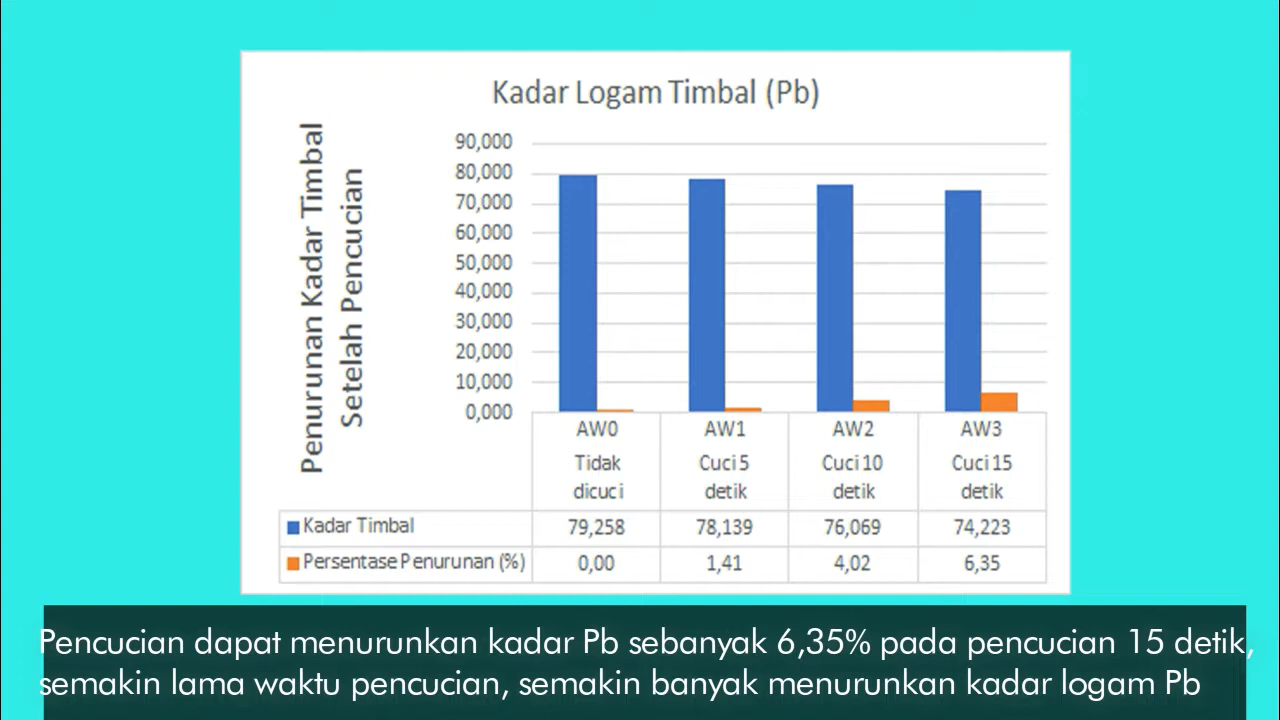 Kadar Logam Timbal (Pb)
Penurunan Kadar Timbal
Setelah Pencucian
90,000
80,000
70,000
60,000
50,000
40,000
30,000
20,000
10,000
0,000
AW0 AW1 AW2 AW3
Tidak Cuci 5 Cuci 10 Cuci 15
dicuci detik detik detik
Kadar Timbal 79,258 78,139 76,069 74,223
Persentase Penurunan (%) 0,00 1,41 4,02 6,35
Pencucian dapat menurunkan kadar Pb sebanyak 6,35% pada pencucian 15 detik,
semakin lama waktu pencucian, semakin banyak menurunkan kadar logam Pb